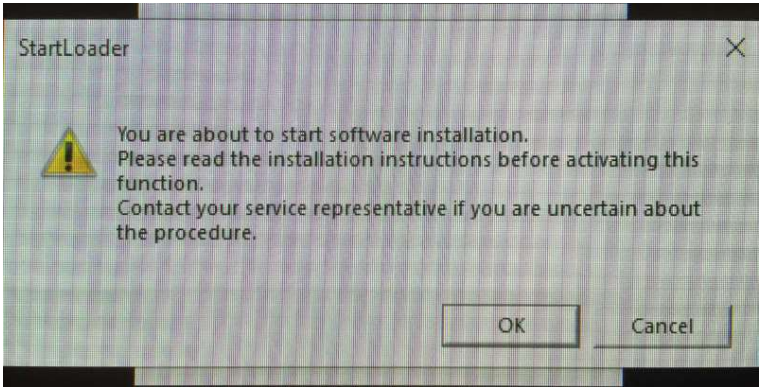 StartLoader
You are about to start software installation.
Please read the installation instructions before activating this
function.
Contact your service representative if you are uncertain about
the procedure.
OK
Cancel